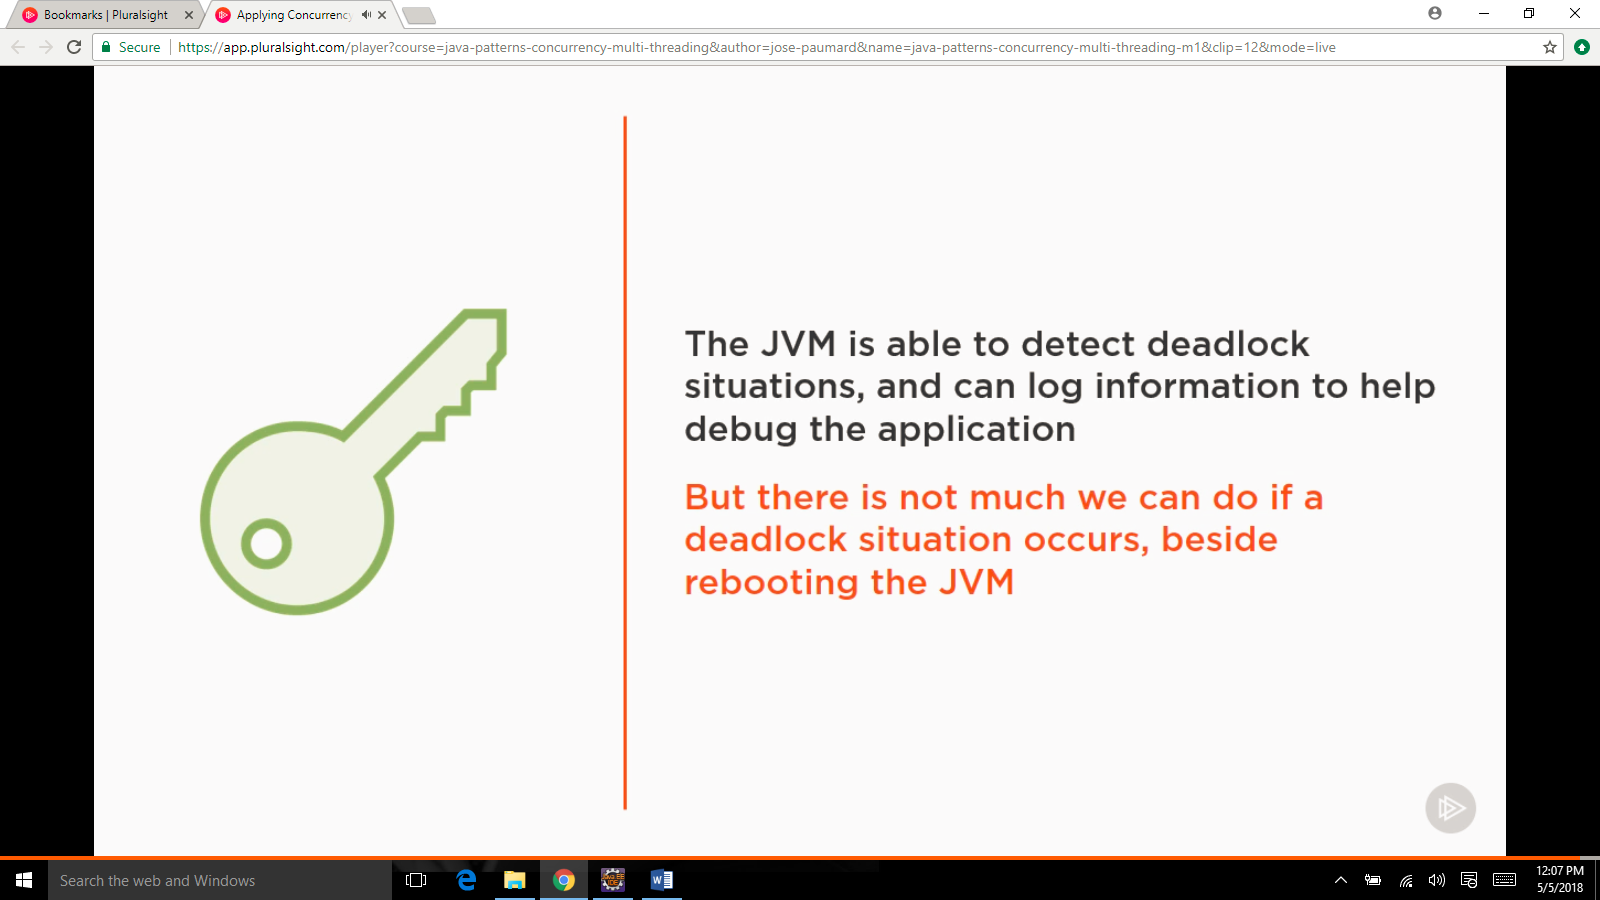 Bookmarks | Pluralsight
Applying Concurrency
Secure
https://app.pluralsight.com/player?course=java-patterns-concurrency-multi-threading&author=jose-paumard&name=java-patterns-concurrency-multi-threading-m1&clip=12&mode=live
The JVM is able to detect deadlock
situations, and can log information to help
debug the application
But there is not much we can do if a
deadlock situation occurs, beside
rebooting the JVM
Search the web and Windows
Java EE
IDE
12:07 PM
5/5/2018